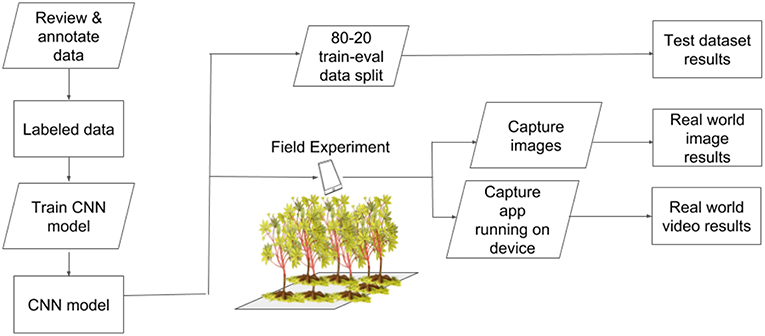 Review &
annotate
data
Labeled data
Train CNN
model
CNN model
80-20
train-eval
data split
Test dataset
results
Field Experiment
Capture
images
Real world
image
results
Capture
app
running on
device
Real world
video results